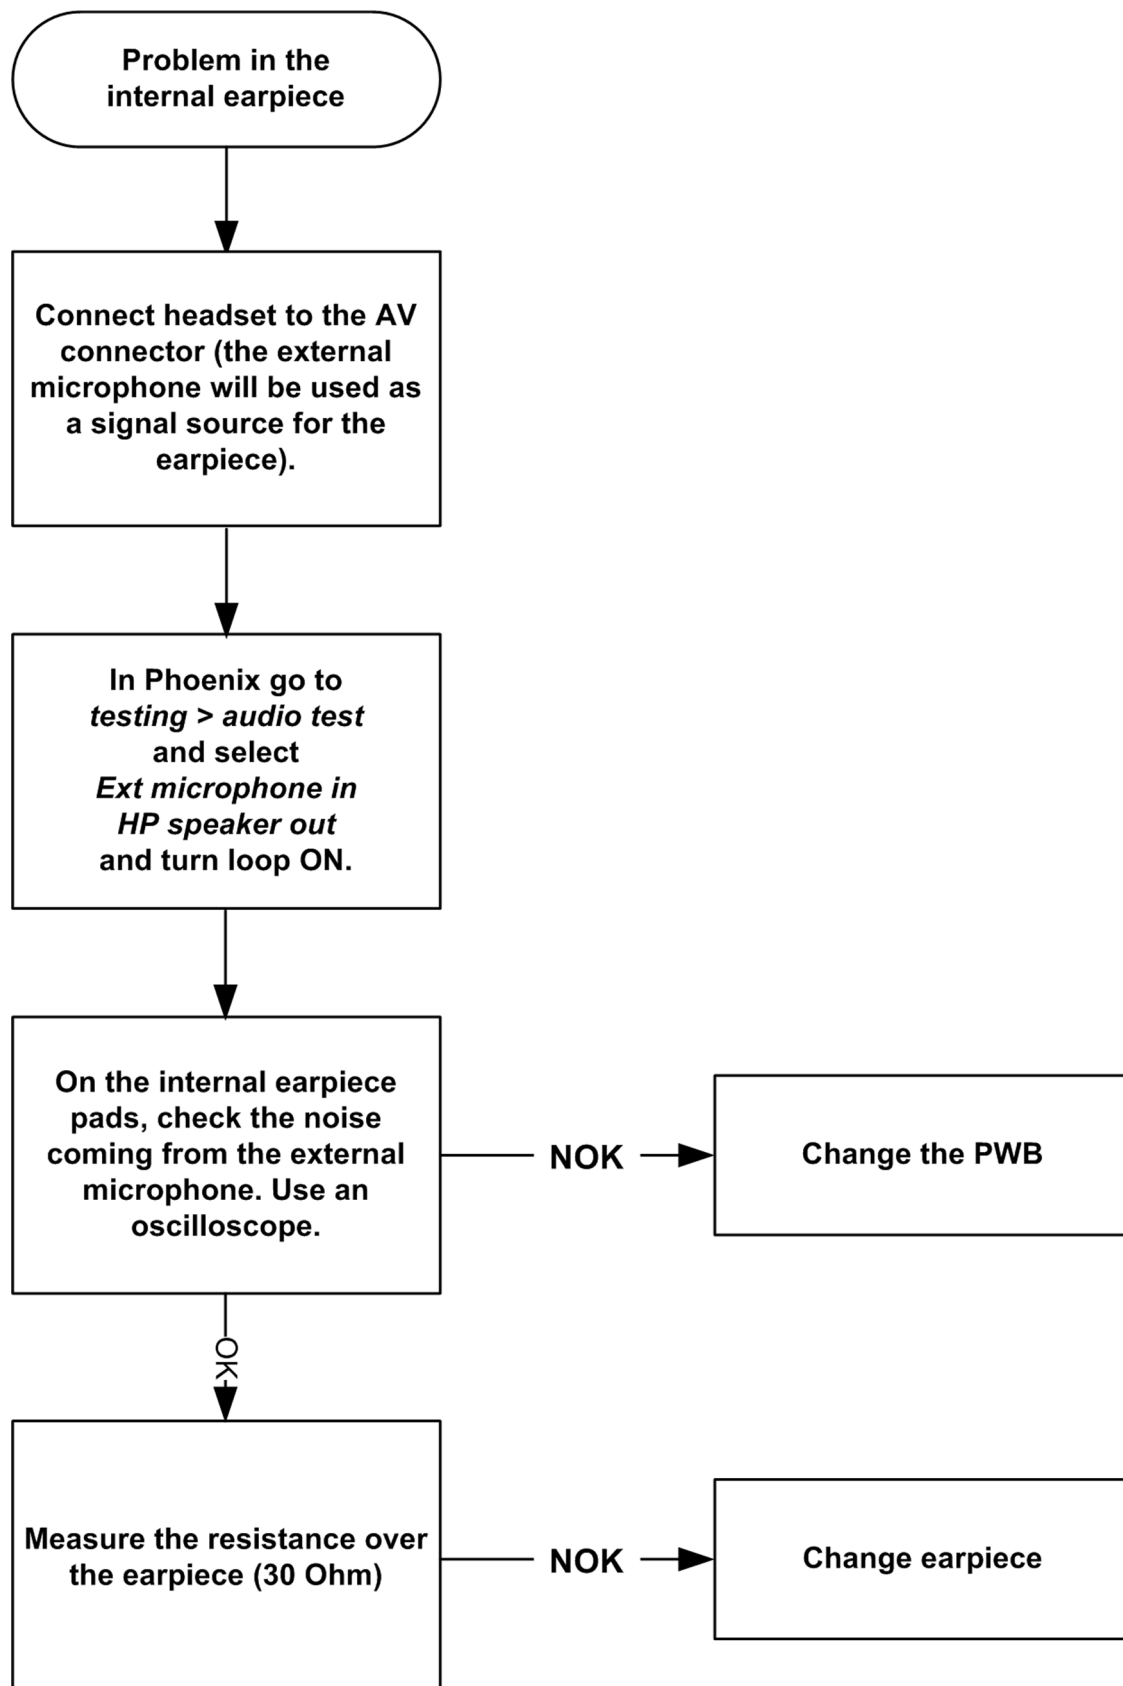 Problem in the
internal earpiece
Connect headset to the AV
connector (the external
microphone will be used as
a signal source for the
earpiece).
In Phoenix go to
testing > audio test
and select
Ext microphone in
HP speaker out
and turn loop ON.
On the internal earpiece
pads, check the noise
coming from the external
microphone. Use an
oscilloscope.
NOK
Change the PWB
OK
Measure the resistance over
the earpiece (30 Ohm)
NOK
Change earpiece